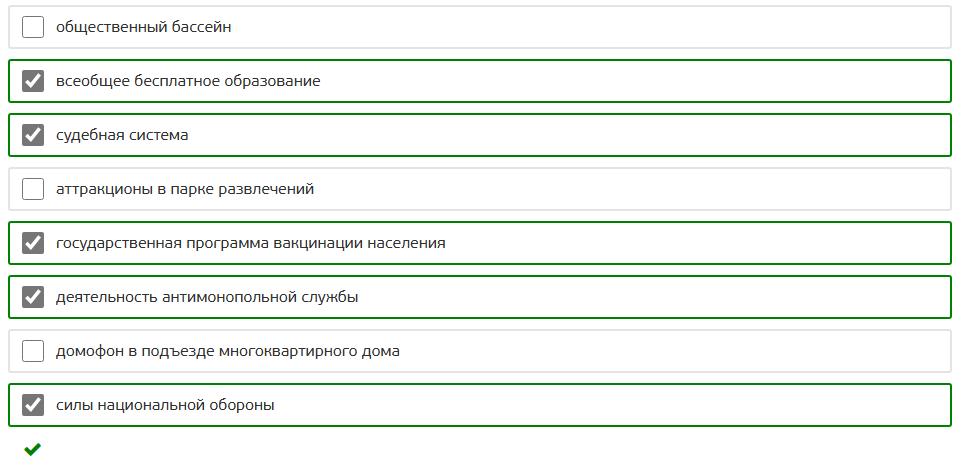 общественный бассейн
всеобщее бесплатное образование
судебная система
аттракционы в парке развлечений
государственная программа вакцинации населения
деятельность антимонопольной службы
домофон в подъезде многоквартирного дома
силы национальной обороны